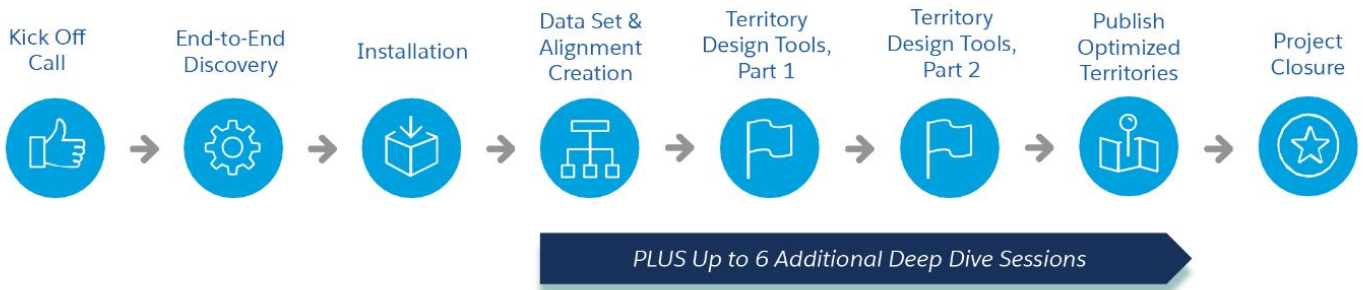 Kick Off
Call
End-to-End
Discovery
Installation
Data Set &
Alignment
Creation
Territory
Design Tools,
Part 1
Territory
Design Tools,
Part 2
Publish
Optimized
Territories
Project
Closure
PLUS Up to 6 Additional Deep Dive Sessions